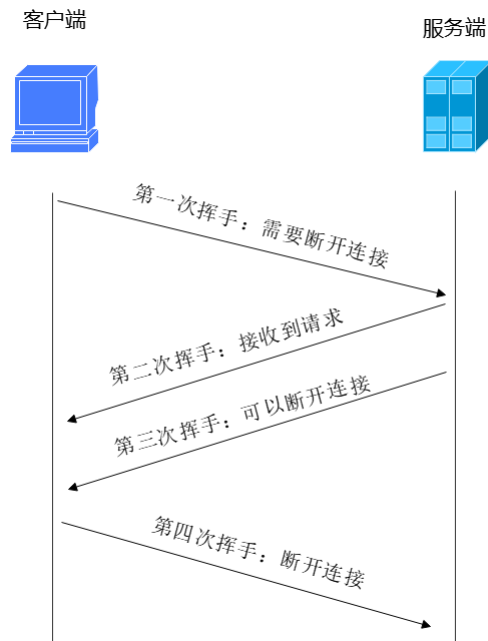 客户端
服务端
第一次挥手：需要断开连接
第二次挥手：接收到请求
第三次挥手：可以断开连接
第四次挥手：断开连接